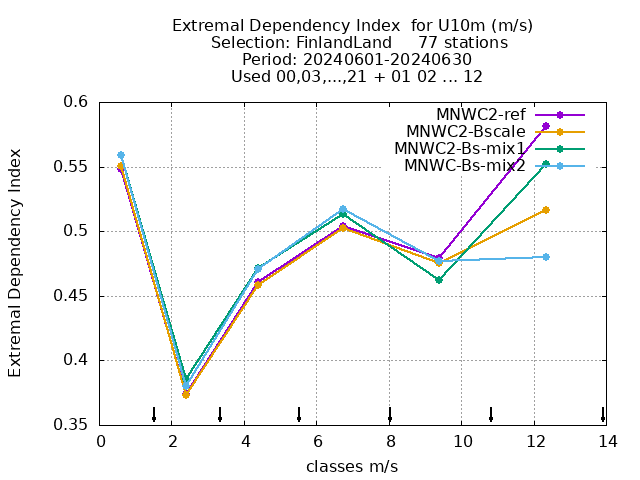 Extremal Dependency Index  for U10m (m/s)
Selection: FinlandLand     77 stations
Period: 20240601-20240630
Used 00,03,...,21 + 01 02 ... 12
MNWC2-ref
MNWC2-Bscale
MNWC2-Bs-mix1
MNWC-Bs-mix2
Extremal Dependency Index
0.6
0.55
0.5
0.45
0.4
0.35
0 2 4 6 8 10 12 14
classes m/s